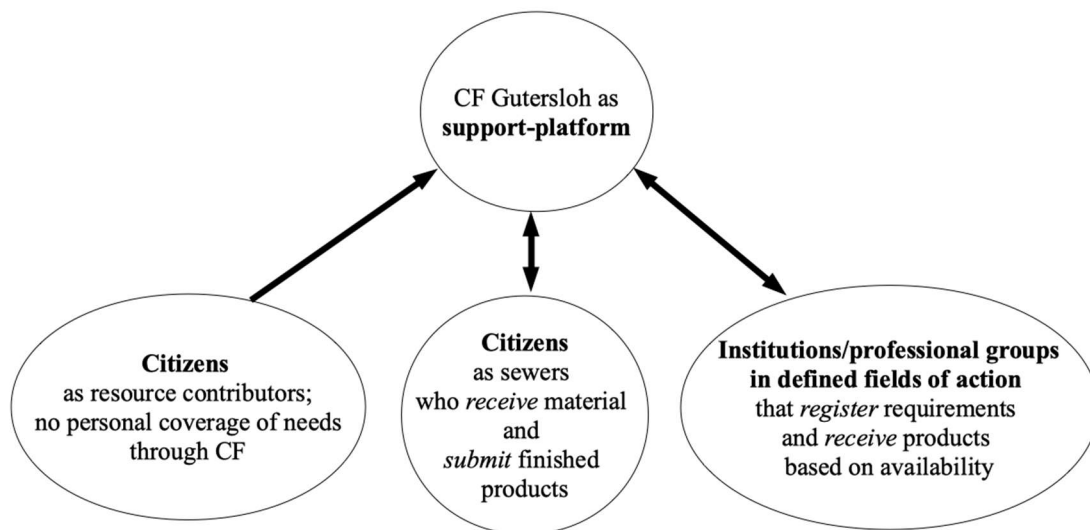 CF Gutersloh as
support-platform
Citizens
as resource contributors;
no personal coverage of needs
through CF
Citizens
as sewers
who receive material
and
submit finished
products
Institutions/professional groups
in defined fields of action
that register requirements
and receive products
based on availability